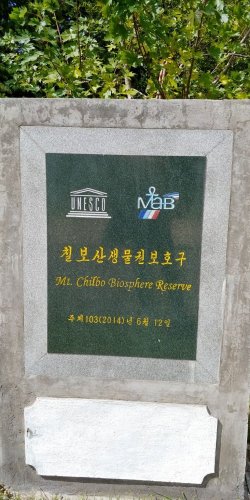 UNESCO MaB
칠보산생물권보호구
Mt. Chilbo Biosphere Reserve
주체103(2014)년 6월 12일